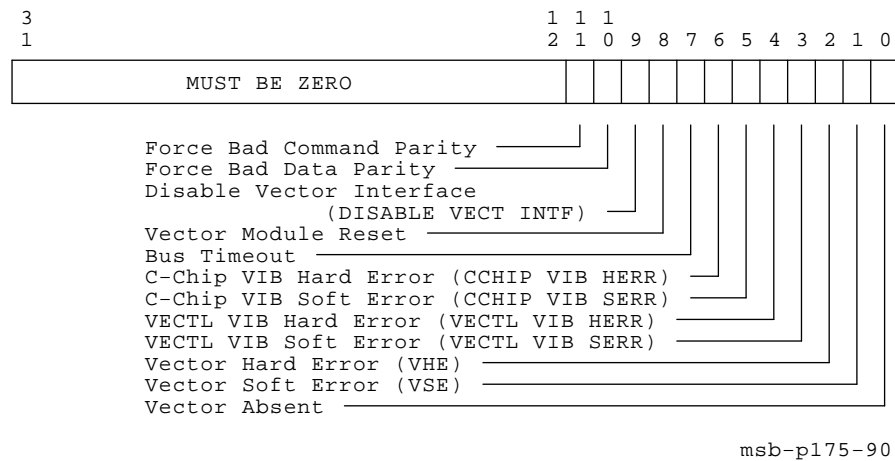 3 1 1 1
1 2 1 0 9 8 7 6 5 4 3 2 1 0
MUST BE ZERO
Force Bad Command Parity
Force Bad Data Parity
Disable Vector Interface
(DISABLE VECT INTF)
Vector Module Reset
Bus Timeout
C-Chip VIB Hard Error (CCHIP VIB HERR)
C-Chip VIB Soft Error (CCHIP VIB SERR)
VECTL VIB Hard Error (VECTL VIB HERR)
VECTL VIB Soft Error (VECTL VIB SERR)
Vector Hard Error (VHE)
Vector Soft Error (VSE)
Vector Absent
msb-p175-90